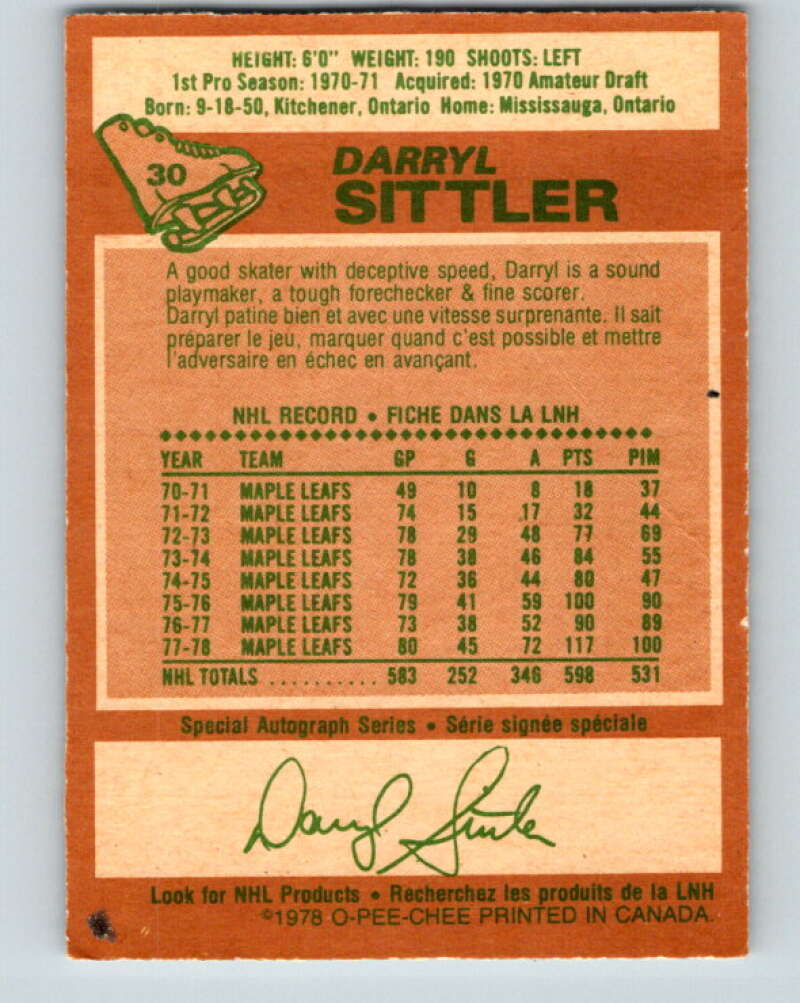 HEIGHT: 6'0" WEIGHT: 190 SHOOTS: LEFT
1st Pro Season: 1970-71 Acquired: 1970 Amateur Draft
Born: 9-18-50, Kitchener, Ontario Home: Mississauga, Ontario
30
DARRYL
SITTLER
A good skater with deceptive speed, Darryl is a sound
playmaker, a tough forechecker & fine scorer.
Darryl patine bien et avec une vitesse surprenante. Il sait
préparer le jeu, marquer quand c'est possible et mettre
l'adversaire en échec en avançant.
NHL RECORD • FICHE DANS LA LNH
YEAR TEAM GP G A PTS PIM
70-71 MAPLE LEAFS 49 10 8 18 37
71-72 MAPLE LEAFS 74 15 17 32 44
72-73 MAPLE LEAFS 78 29 48 77 69
73-74 MAPLE LEAFS 78 38 46 84 55
74-75 MAPLE LEAFS 72 36 44 80 47
75-76 MAPLE LEAFS 79 41 59 100 90
76-77 MAPLE LEAFS 73 38 52 90 89
77-78 MAPLE LEAFS 80 45 72 117 100
NHL TOTALS .......... 583 252 346 598 531
Special Autograph Series • Série signée spéciale
Darryl Sittler
Look for NHL Products • Recherchez les produits de la LNH
©1978 O-PEE-CHEE PRINTED IN CANADA.